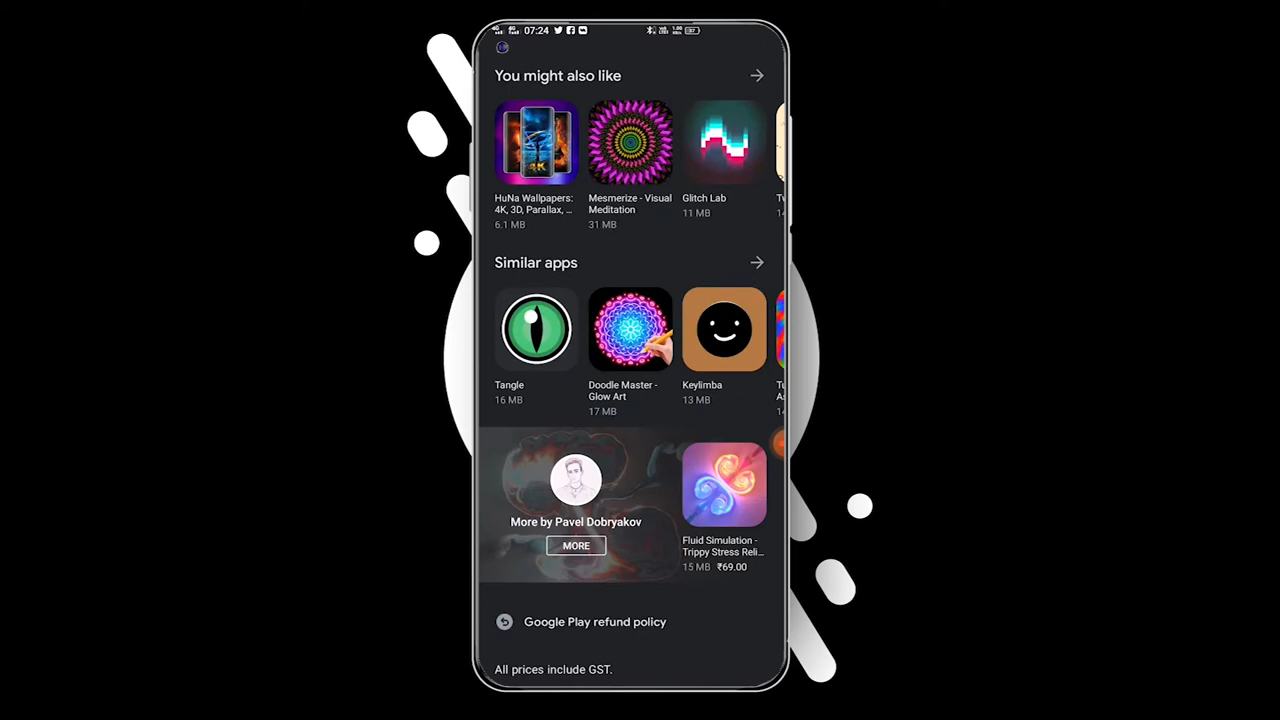 07:24
You might also like
4K
HuNa Wallpapers:
4K, 3D, Parallax, ...
6.1 MB
Mesmerize - Visual
Meditation
31 MB
Glitch Lab
11 MB
Similar apps
Tangle
16 MB
Doodle Master -
Glow Art
17 MB
Keylimba
13 MB
More by Pavel Dobryakov
MORE
Fluid Simulation -
Trippy Stress Reli...
15 MB ₹69.00
Google Play refund policy
All prices include GST.